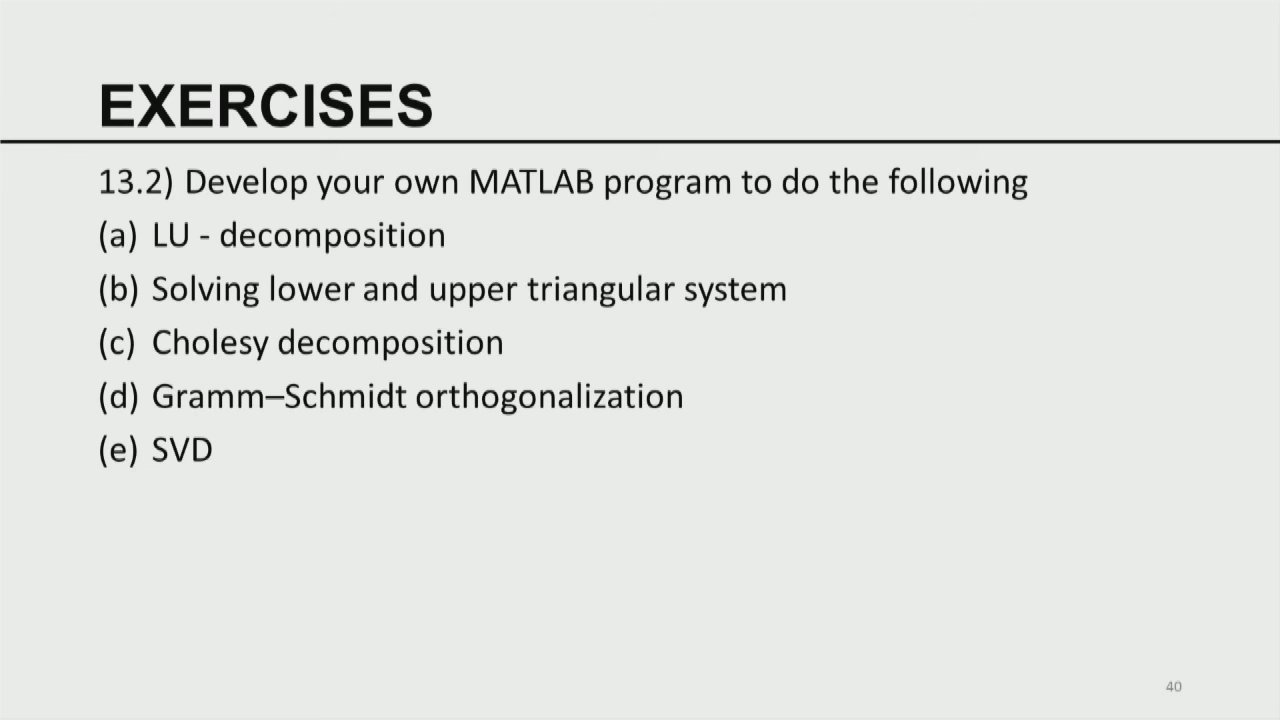 EXERCISES
13.2) Develop your own MATLAB program to do the following
(a) LU - decomposition
(b) Solving lower and upper triangular system
(c) Cholesy decomposition
(d) Gramm–Schmidt orthogonalization
(e) SVD
40